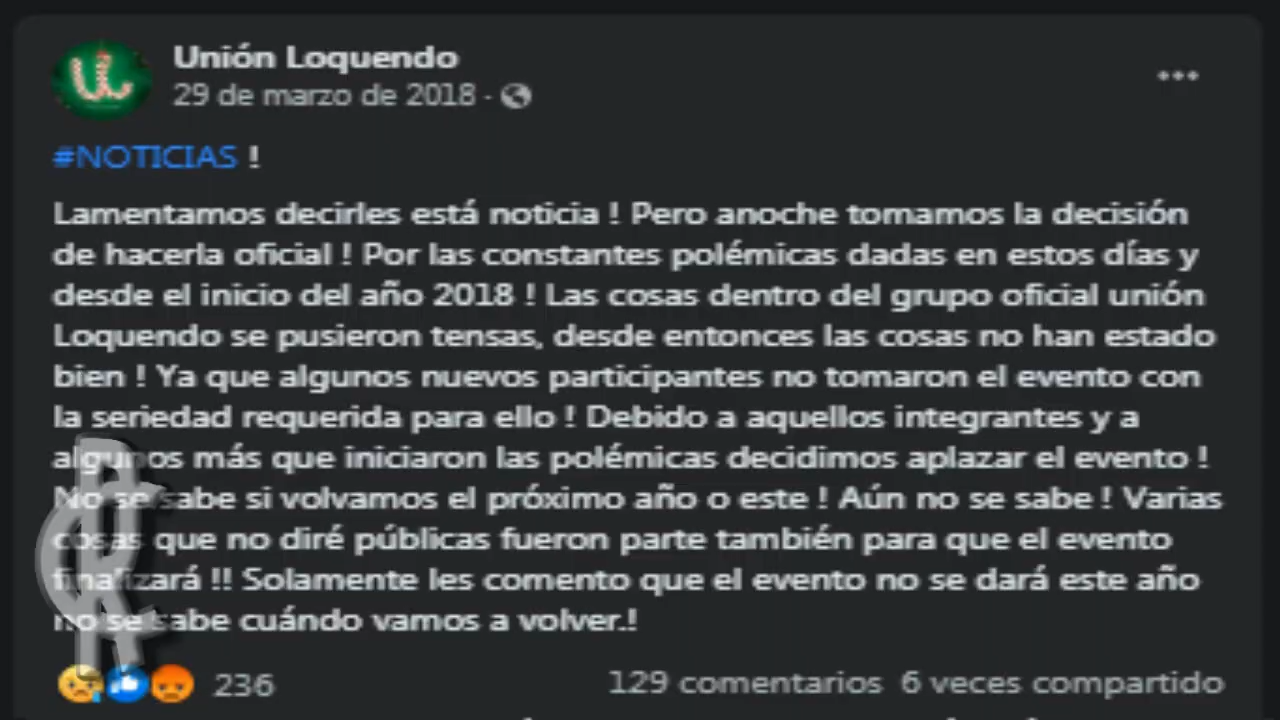 Unión Loquendo
29 de marzo de 2018 ·
#NOTICIAS !
Lamentamos decirles está noticia ! Pero anoche tomamos la decisión
de hacerla oficial ! Por las constantes polémicas dadas en estos días y
desde el inicio del año 2018 ! Las cosas dentro del grupo oficial unión
Loquendo se pusieron tensas, desde entonces las cosas no han estado
bien ! Ya que algunos nuevos participantes no tomaron el evento con
la seriedad requerida para ello ! Debido a aquellos integrantes y a
algunos más que iniciaron las polémicas decidimos aplazar el evento !
No se sabe si volvamos el próximo año o este ! Aún no se sabe ! Varias
cosas que no diré públicas fueron parte también para que el evento
finalizará !! Solamente les comento que el evento no se dará este año
no se sabe cuándo vamos a volver.!
236 129 comentarios 6 veces compartido